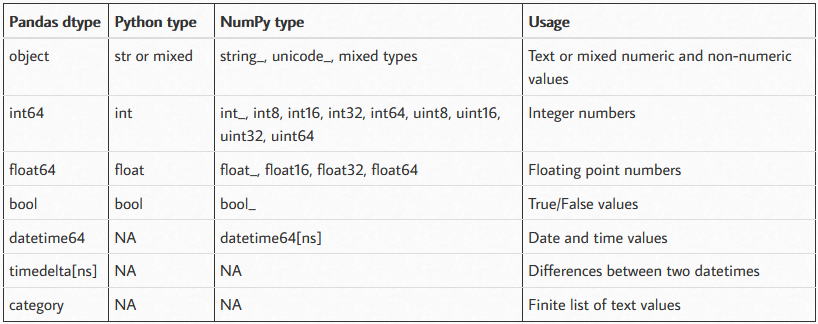 Pandas dtype Python type NumPy type Usage
object str or mixed string_, unicode_, mixed types Text or mixed numeric and non-numeric
values
int64 int int_, int8, int16, int32, int64, uint8, uint16, Integer numbers
uint32, uint64
float64 float float_, float16, float32, float64 Floating point numbers
bool bool bool_ True/False values
datetime64 NA datetime64[ns] Date and time values
timedelta[ns] NA NA Differences between two datetimes
category NA NA Finite list of text values